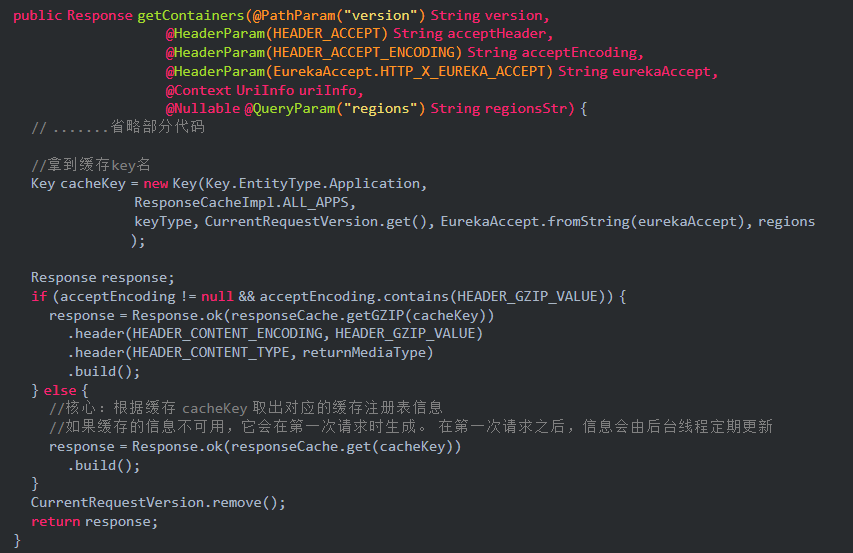 public Response getContainers(@PathParam("version") String version,
@HeaderParam(HEADER_ACCEPT) String acceptHeader,
@HeaderParam(HEADER_ACCEPT_ENCODING) String acceptEncoding,
@HeaderParam(EurekaAccept.HTTP_X_EUREKA_ACCEPT) String eurekaAccept,
@Context UriInfo uriInfo,
@Nullable @QueryParam("regions") String regionsStr) {
// .......省略部分代码
//拿到缓存key名
Key cacheKey = new Key(Key.EntityType.Application,
ResponseCacheImpl.ALL_APPS,
keyType, CurrentRequestVersion.get(), EurekaAccept.fromString(eurekaAccept), regions
);
Response response;
if (acceptEncoding != null && acceptEncoding.contains(HEADER_GZIP_VALUE)) {
response = Response.ok(responseCache.getGZIP(cacheKey))
.header(HEADER_CONTENT_ENCODING, HEADER_GZIP_VALUE)
.header(HEADER_CONTENT_TYPE, returnMediaType)
.build();
} else {
//核心：根据缓存 cacheKey 取出对应的缓存注册表信息
//如果缓存的信息不可用，它会在第一次请求时生成。 在第一次请求之后，信息会由后台线程定期更新
response = Response.ok(responseCache.get(cacheKey))
.build();
}
CurrentRequestVersion.remove();
return response;
}